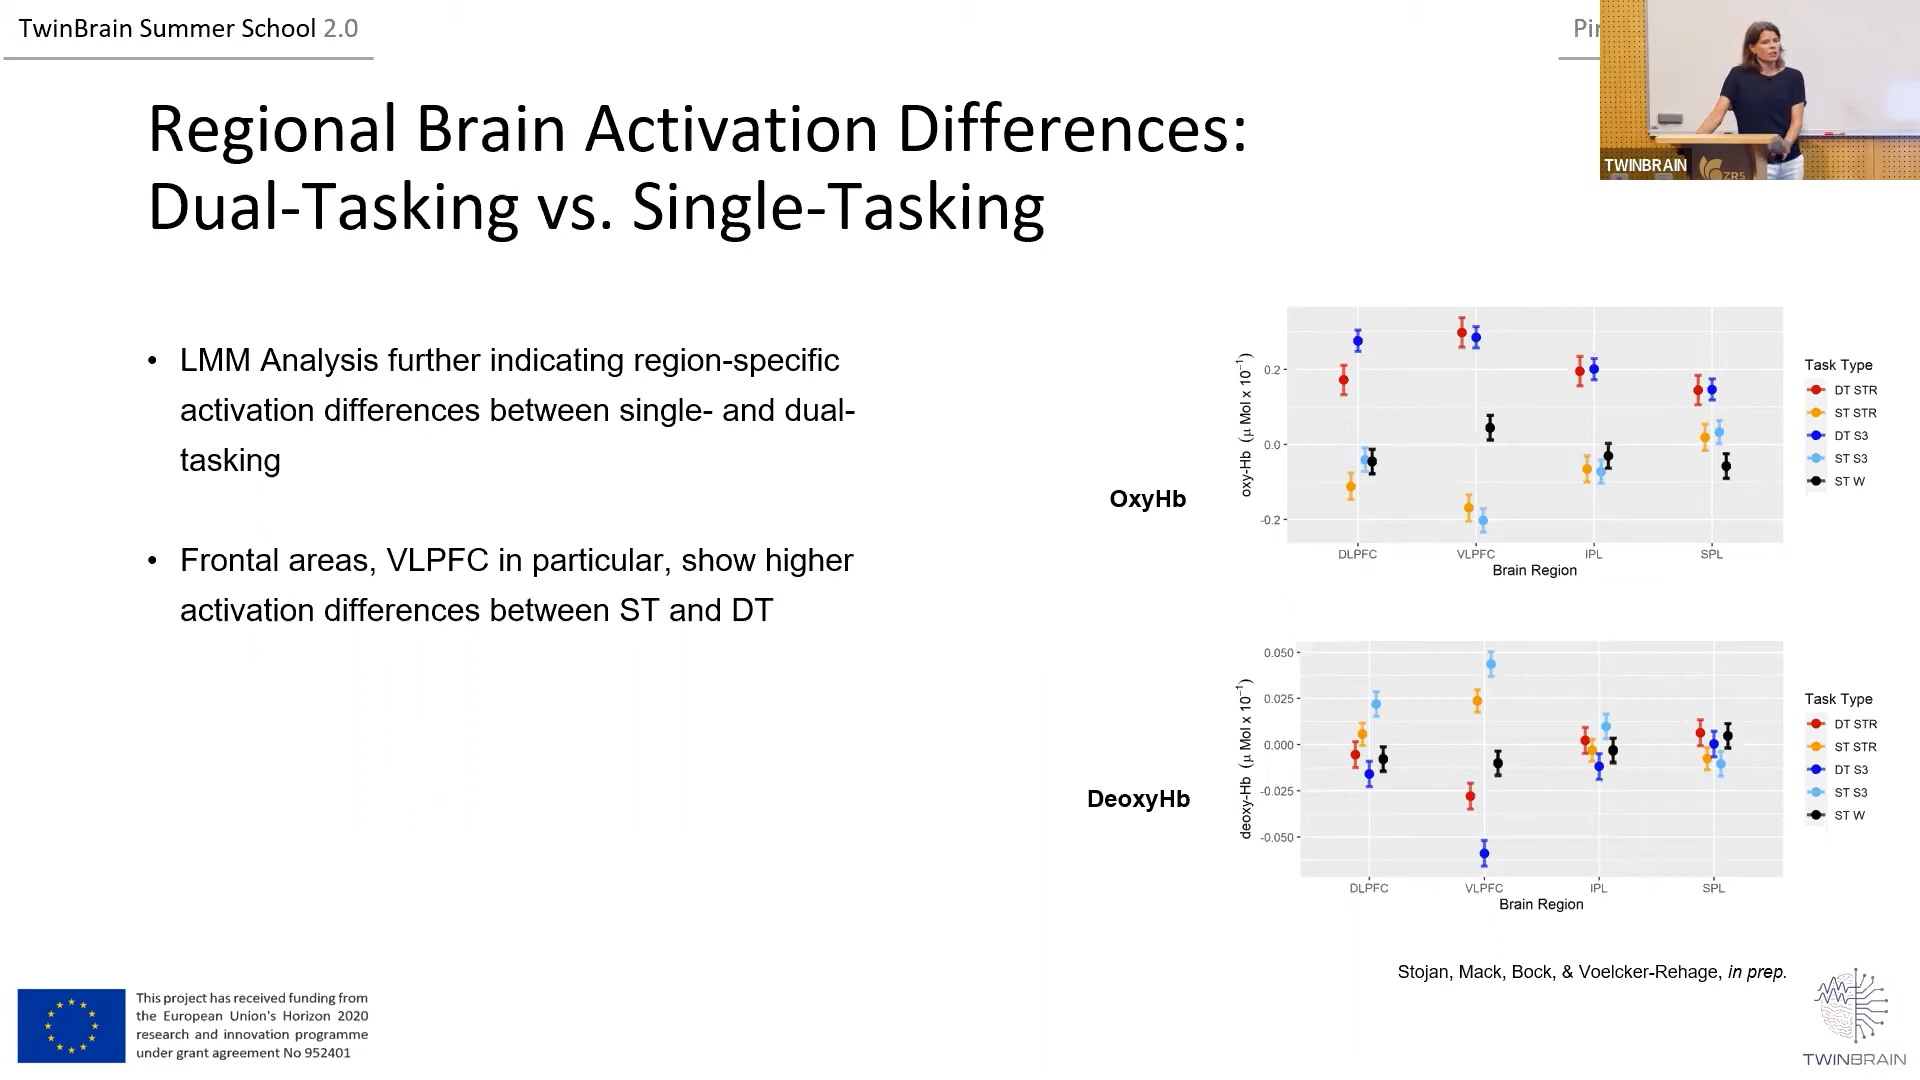 TwinBrain Summer School 2.0
TWINBRAIN
ZRS
Regional Brain Activation Differences:
Dual-Tasking vs. Single-Tasking
• LMM Analysis further indicating region-specific
activation differences between single- and dual-
tasking
• Frontal areas, VLPFC in particular, show higher
activation differences between ST and DT
OxyHb
oxy-Hb (μ Mol x 10⁻¹)
0.2
0.0
-0.2
DLPFC VLPFC IPL SPL
Brain Region
Task Type
DT STR
ST STR
DT S3
ST S3
ST W
DeoxyHb
deoxy-Hb (μ Mol x 10⁻¹)
0.050
0.025
0.000
-0.025
-0.050
DLPFC VLPFC IPL SPL
Brain Region
Task Type
DT STR
ST STR
DT S3
ST S3
ST W
Stojan, Mack, Bock, & Voelcker-Rehage, in prep.
This project has received funding from
the European Union's Horizon 2020
research and innovation programme
under grant agreement No 952401
TWINBRAIN